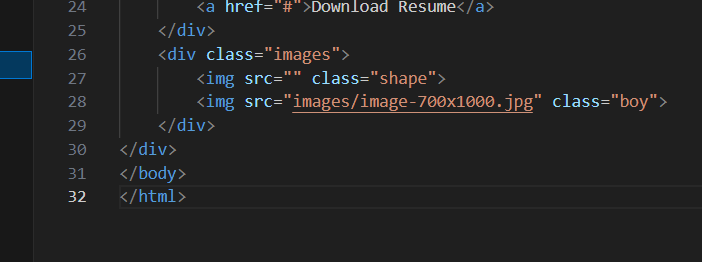 24 <a href="#">Download Resume</a>
25 </div>
26 <div class="images">
27 <img src="" class="shape">
28 <img src="images/image-700x1000.jpg" class="boy">
29 </div>
30 </div>
31 </body>
32 </html>